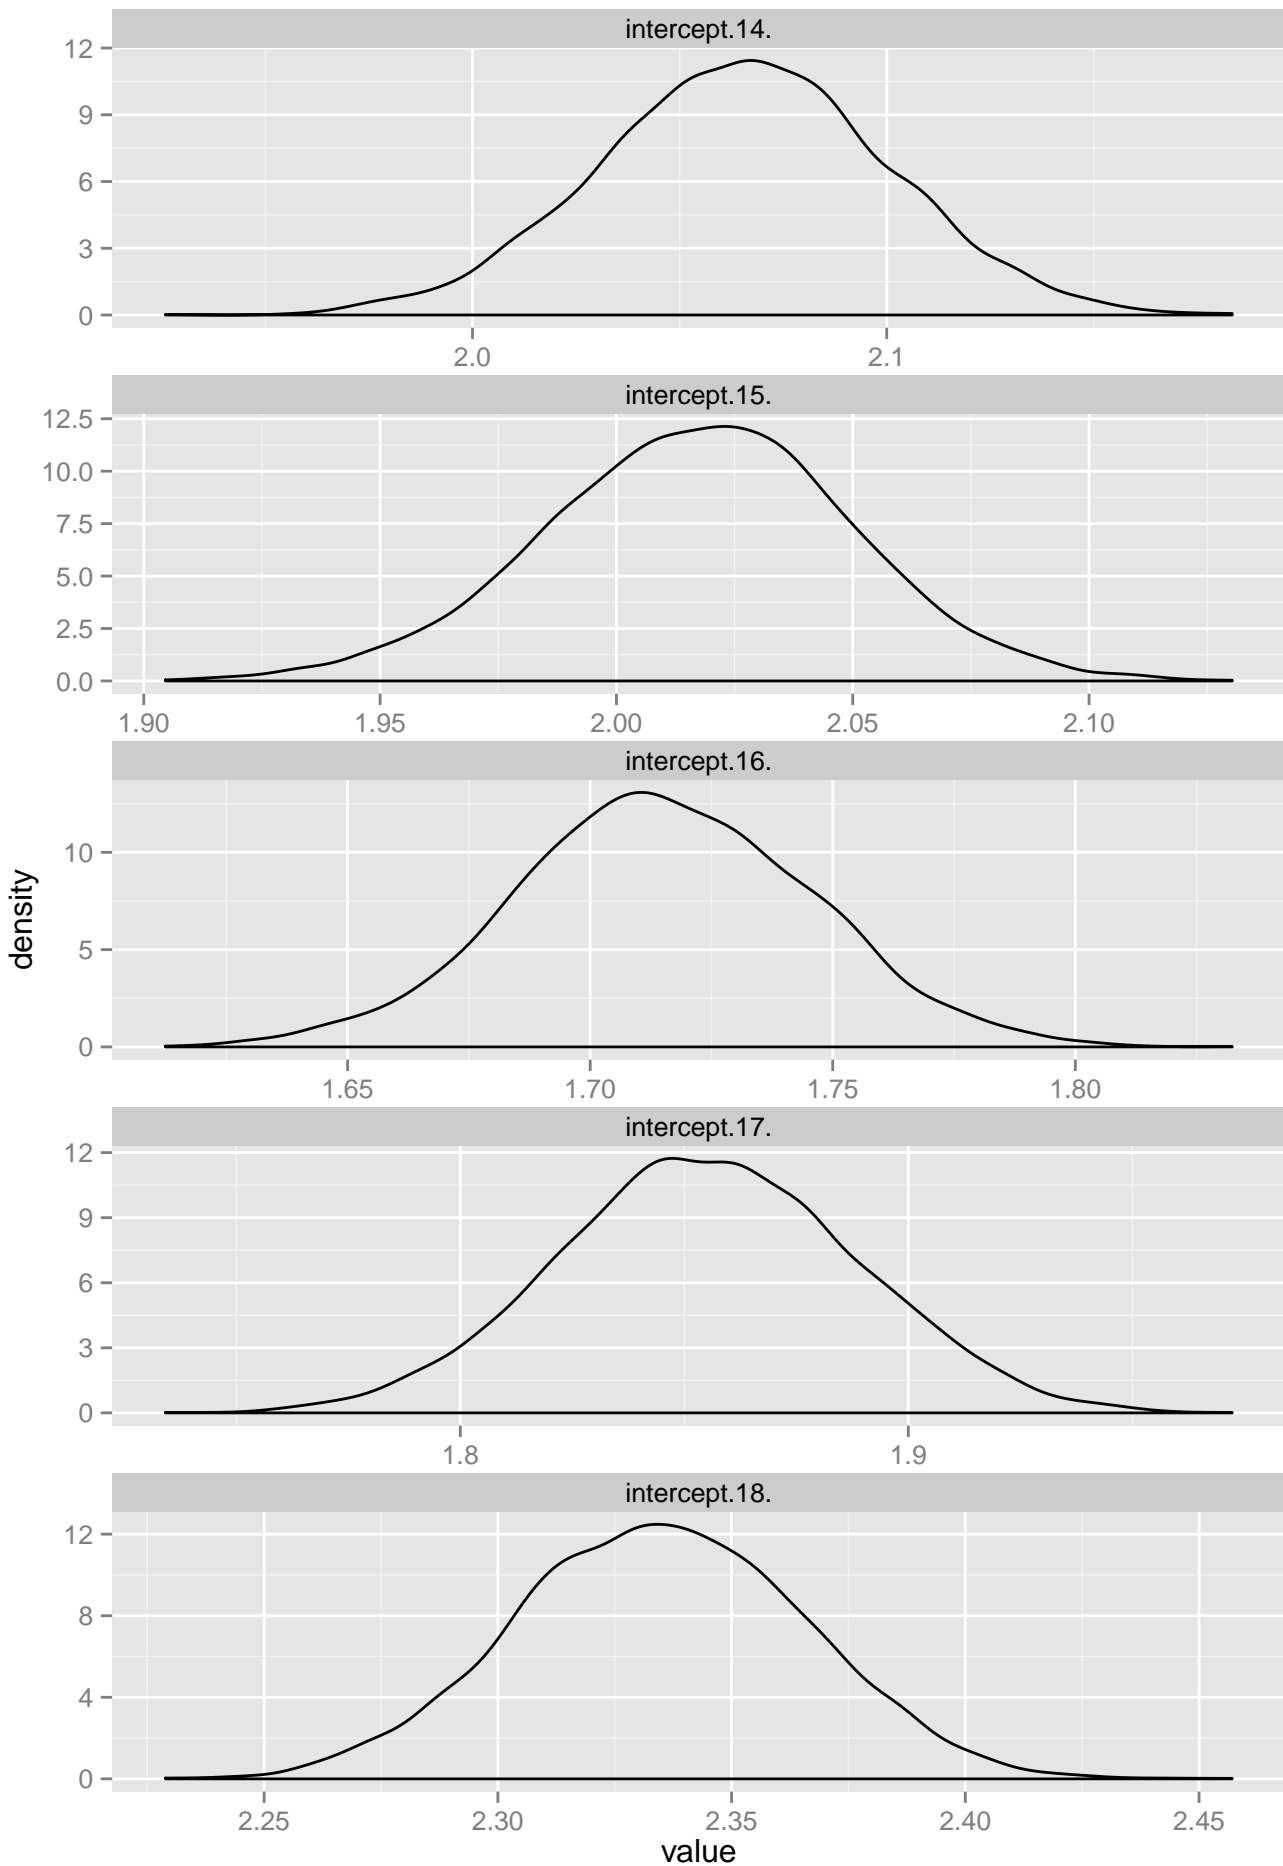 intercept.14.
12
9
6
3
0
2.0 2.1
intercept.15.
12.5
10.0
7.5
5.0
2.5
0.0
1.90 1.95 2.00 2.05 2.10
intercept.16.
10
5
0
1.65 1.70 1.75 1.80
density
intercept.17.
12
9
6
3
0
1.8 1.9
intercept.18.
12
8
4
0
2.25 2.30 2.35 2.40 2.45
value